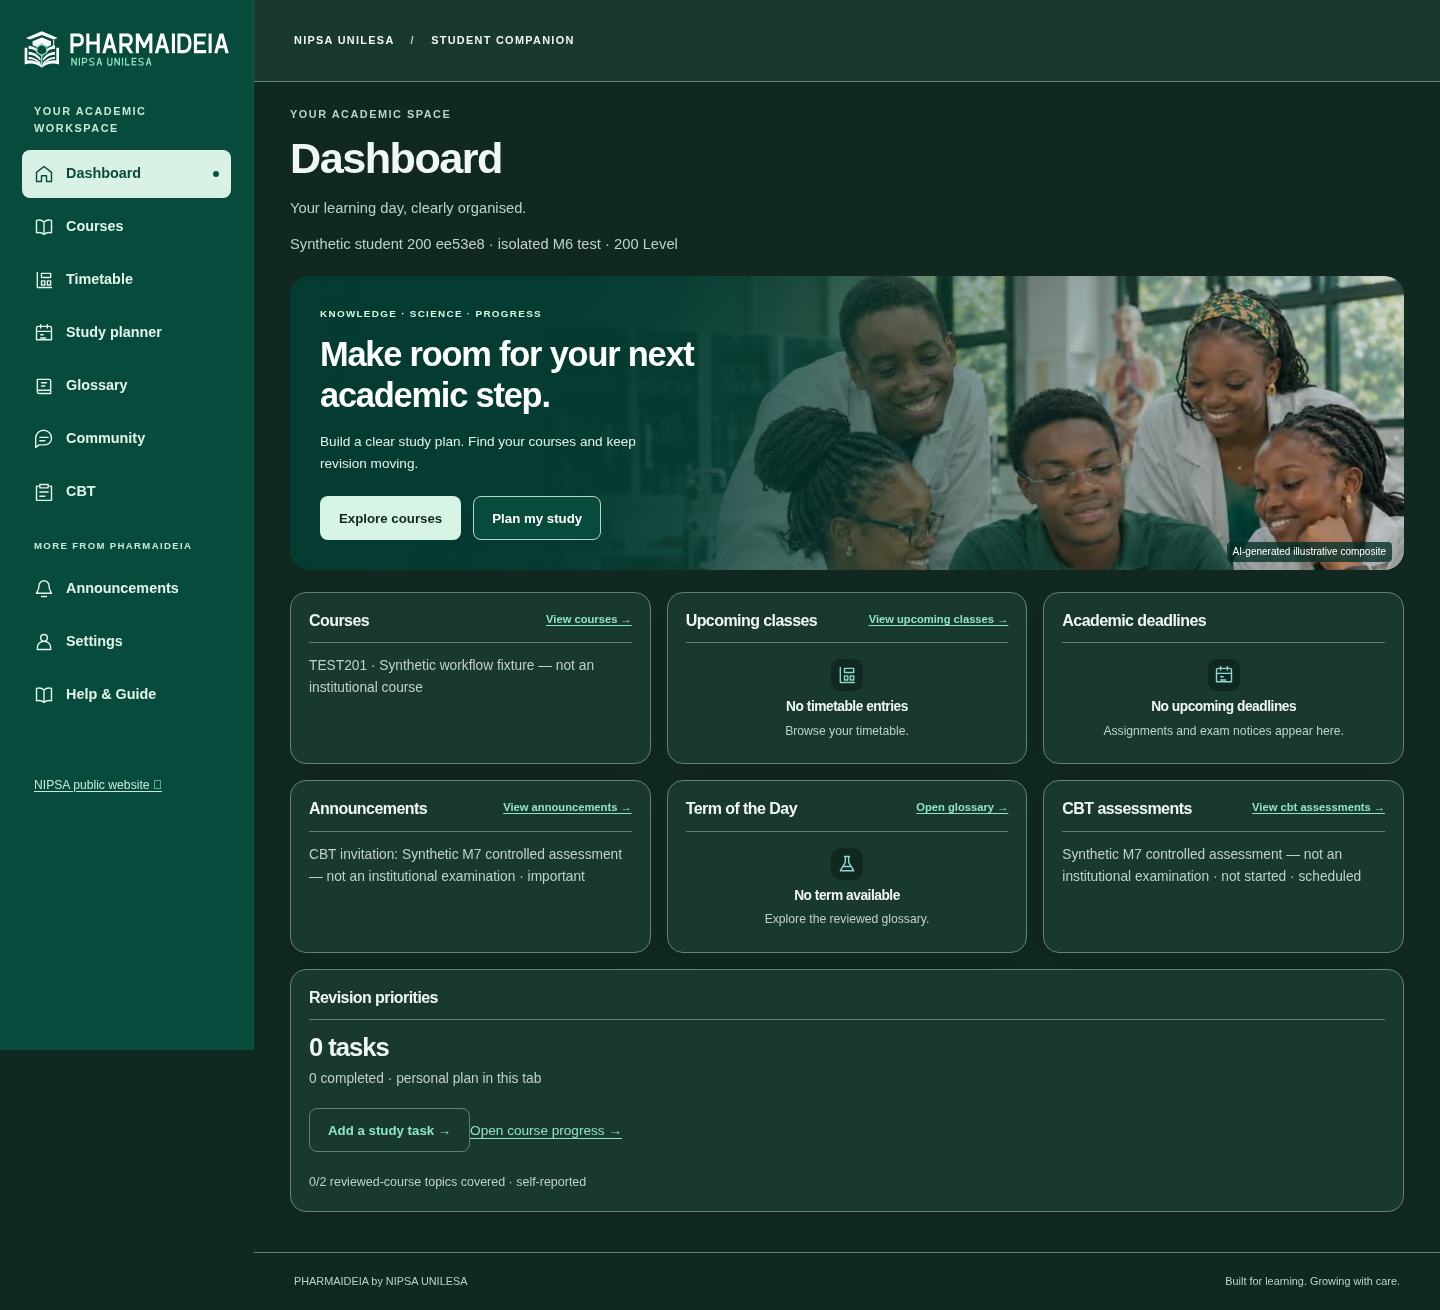 PHARMAIDEIA
NIPSA UNILESA
YOUR ACADEMIC
WORKSPACE
Dashboard
Courses
Timetable
Study planner
Glossary
Community
CBT
MORE FROM PHARMAIDEIA
Announcements
Settings
Help & Guide
NIPSA public website
NIPSA UNILESA / STUDENT COMPANION
YOUR ACADEMIC SPACE
Dashboard
Your learning day, clearly organised.
Synthetic student 200 ee53e8 · isolated M6 test · 200 Level
KNOWLEDGE · SCIENCE · PROGRESS
Make room for your next
academic step.
Build a clear study plan. Find your courses and keep
revision moving.
Explore courses
Plan my study
AI-generated illustrative composite
Courses
View courses →
TEST201 · Synthetic workflow fixture — not an
institutional course
Upcoming classes
View upcoming classes →
No timetable entries
Browse your timetable.
Academic deadlines
No upcoming deadlines
Assignments and exam notices appear here.
Announcements
View announcements →
CBT invitation: Synthetic M7 controlled assessment
— not an institutional examination · important
Term of the Day
Open glossary →
No term available
Explore the reviewed glossary.
CBT assessments
View cbt assessments →
Synthetic M7 controlled assessment — not an
institutional examination · not started · scheduled
Revision priorities
0 tasks
0 completed · personal plan in this tab
Add a study task →
Open course progress →
0/2 reviewed-course topics covered · self-reported
PHARMAIDEIA by NIPSA UNILESA
Built for learning. Growing with care.